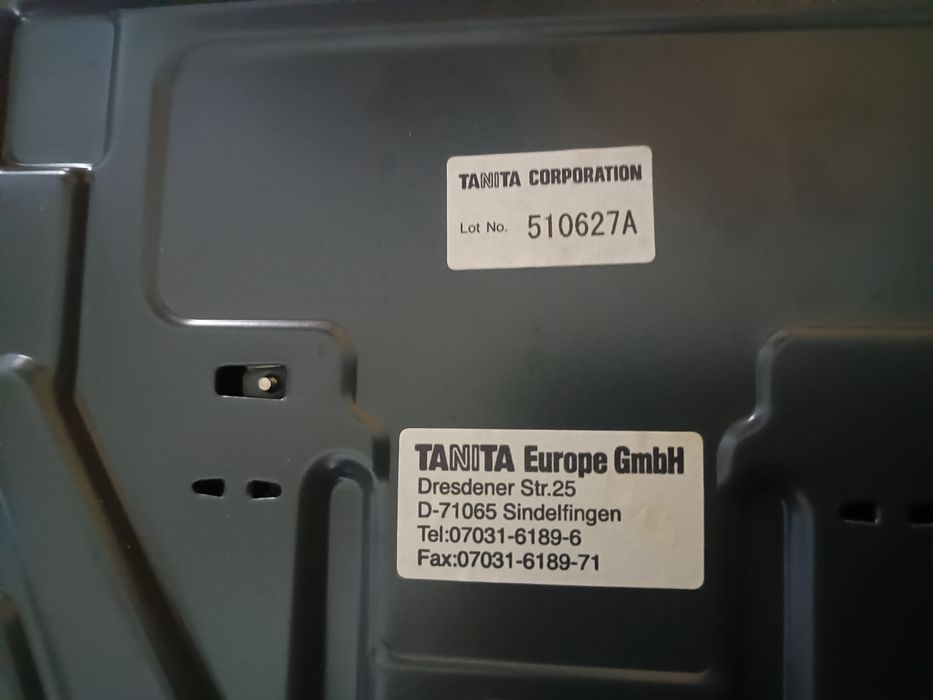 TANITA CORPORATION
Lot No. 510627A
TANITA Europe GmbH
Dresdener Str.25
D-71065 Sindelfingen
Tel:07031-6189-6
Fax:07031-6189-71